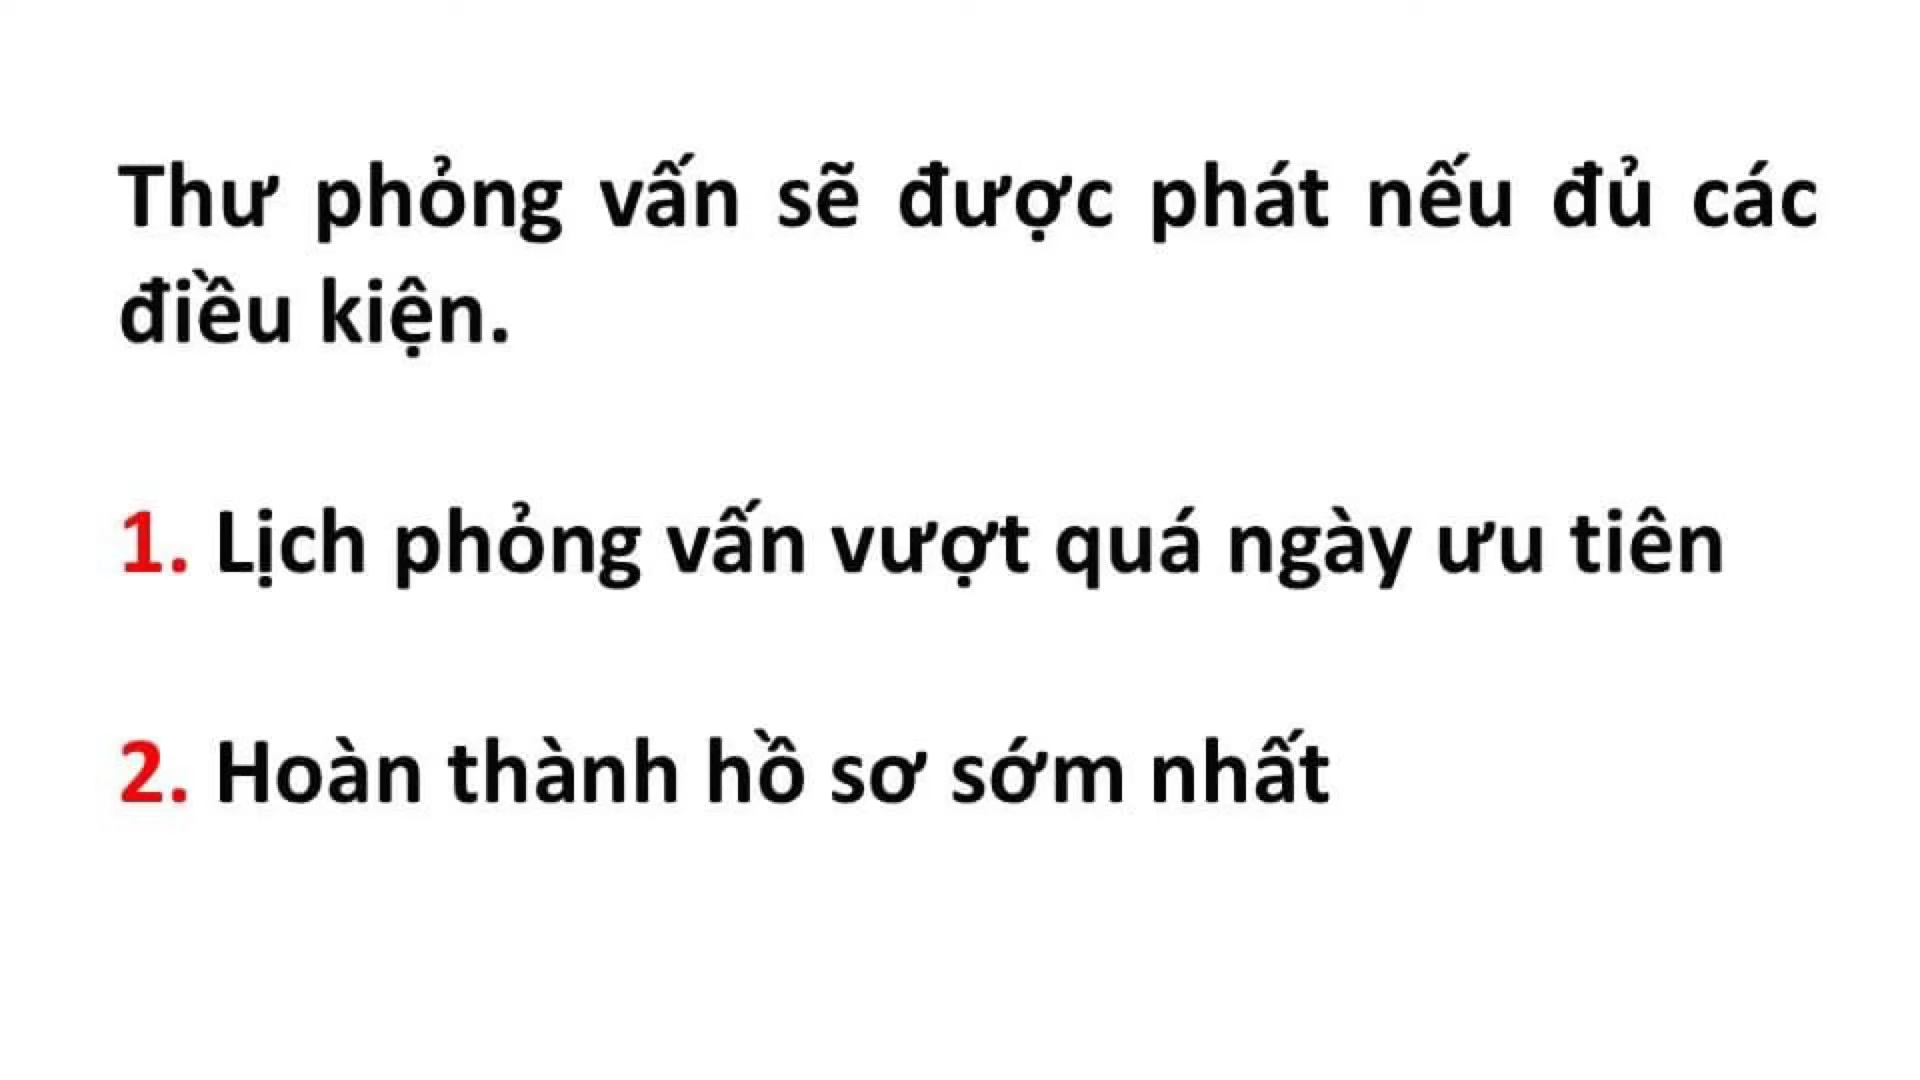 Thư phỏng vấn sẽ được phát nếu đủ các
điều kiện.
1. Lịch phỏng vấn vượt quá ngày ưu tiên
2. Hoàn thành hồ sơ sớm nhất